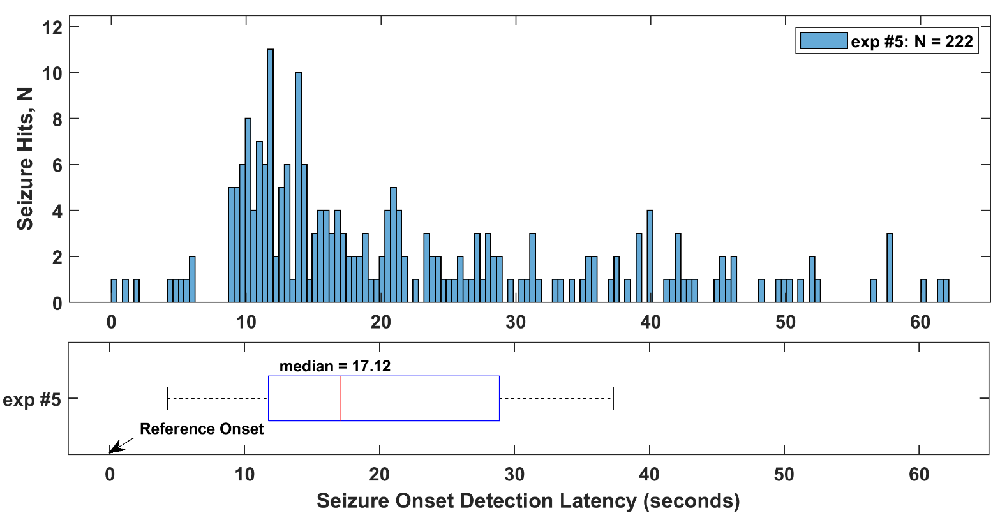 12
10
8
6
4
2
0
Seizure Hits, N
exp #5: N = 222
0 10 20 30 40 50 60
median = 17.12
exp #5
Reference Onset
0 10 20 30 40 50 60
Seizure Onset Detection Latency (seconds)